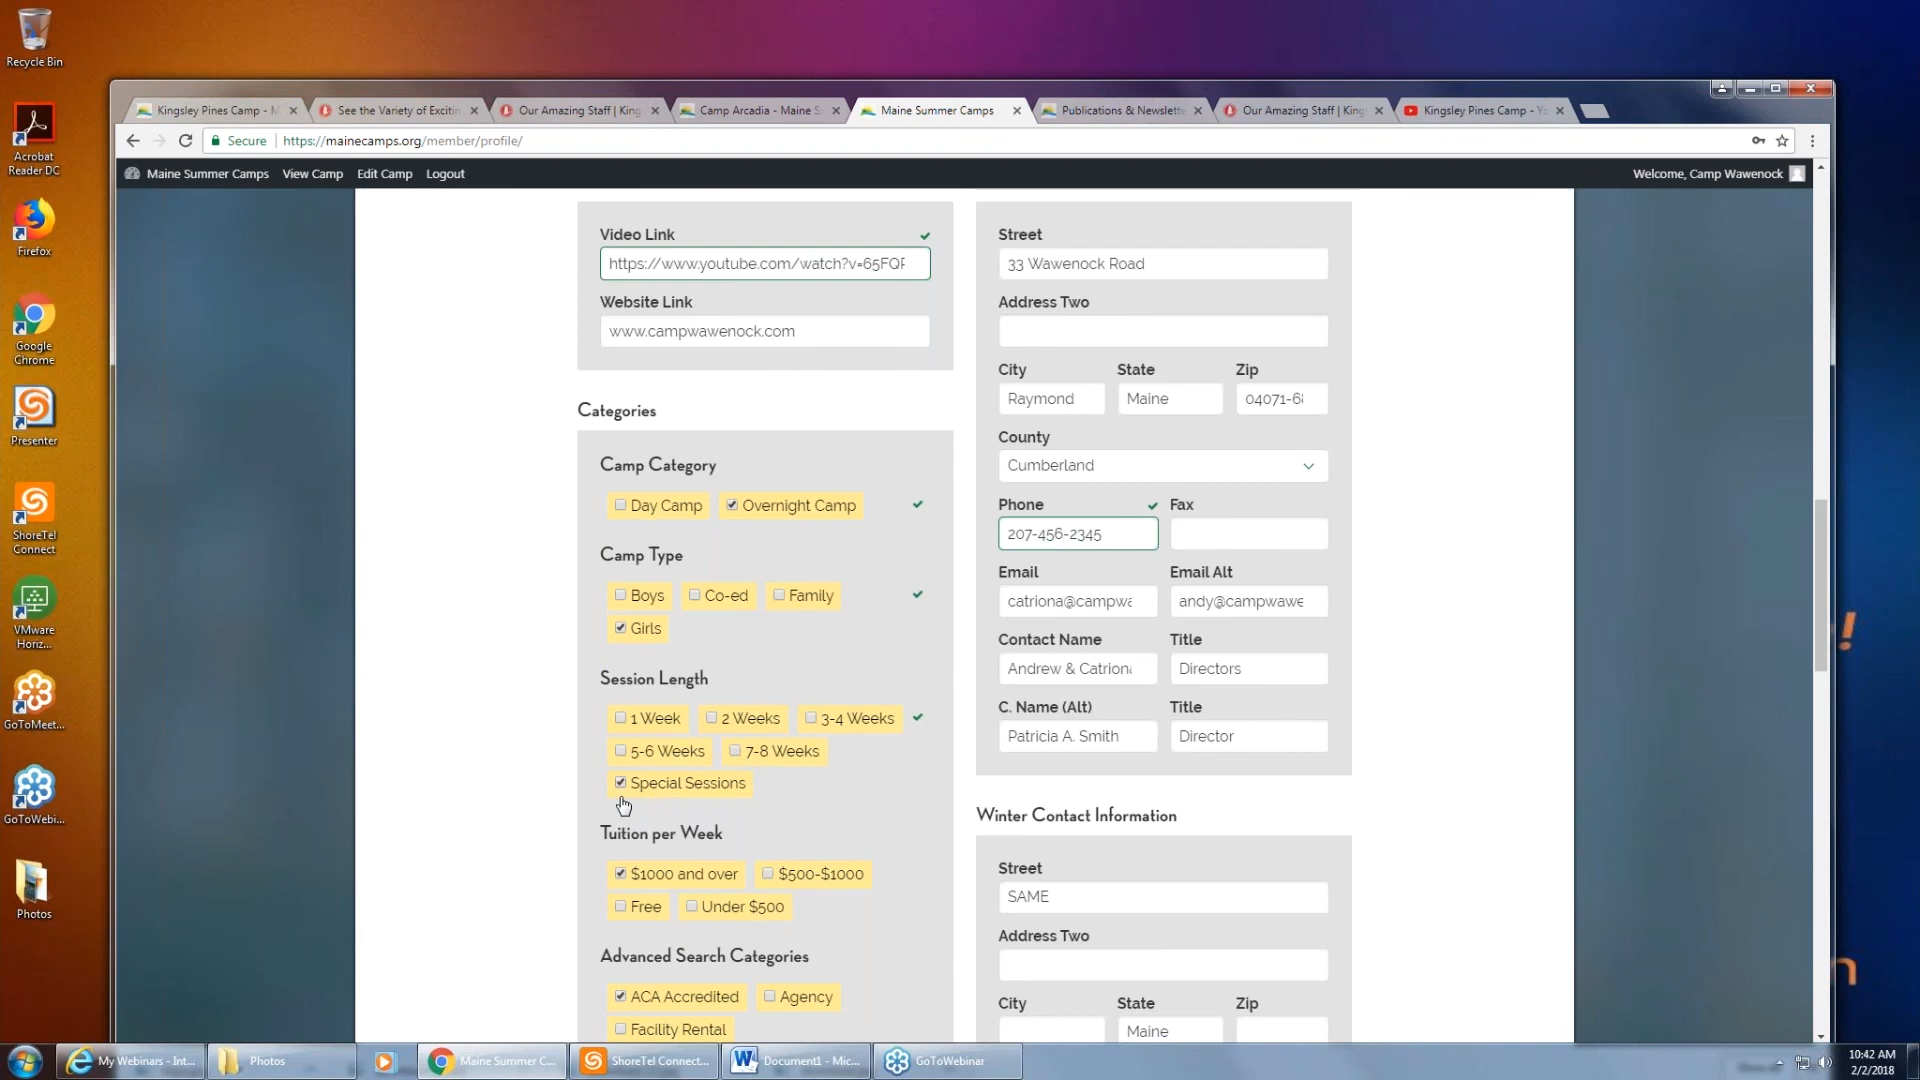 Recycle Bin
Acrobat
Reader DC
Firefox
Google
Chrome
Presenter
ShoreTel
Connect
VMware
Horiz...
GoToMeet...
GoToWebi...
Photos
Kingsley Pines Camp - M
See the Variety of Excitin
Our Amazing Staff | King
Camp Arcadia - Maine S
Maine Summer Camps
Publications & Newslette
Our Amazing Staff | King
Kingsley Pines Camp - Yo
Secure
https://mainecamps.org/member/profile/
Maine Summer Camps
View Camp
Edit Camp
Logout
Welcome, Camp Wawenock
Video Link
https://www.youtube.com/watch?v=65FQF
Website Link
www.campwawenock.com
Categories
Camp Category
Day Camp
Overnight Camp
Camp Type
Boys
Co-ed
Family
Girls
Session Length
1 Week
2 Weeks
3-4 Weeks
5-6 Weeks
7-8 Weeks
Special Sessions
Tuition per Week
$1000 and over
$500-$1000
Free
Under $500
Advanced Search Categories
ACA Accredited
Agency
Facility Rental
Street
33 Wawenock Road
Address Two
City
State
Zip
Raymond
Maine
04071-6
County
Cumberland
Phone
Fax
207-456-2345
Email
Email Alt
catriona@campwa
andy@campwawe
Contact Name
Title
Andrew & Catriona
Directors
C. Name (Alt)
Title
Patricia A. Smith
Director
Winter Contact Information
Street
SAME
Address Two
City
State
Zip
Maine
My Webinars - Int...
Photos
Maine Summer C...
ShoreTel Connect...
Document1 - Mic...
GoToWebinar
10:42 AM
2/2/2018